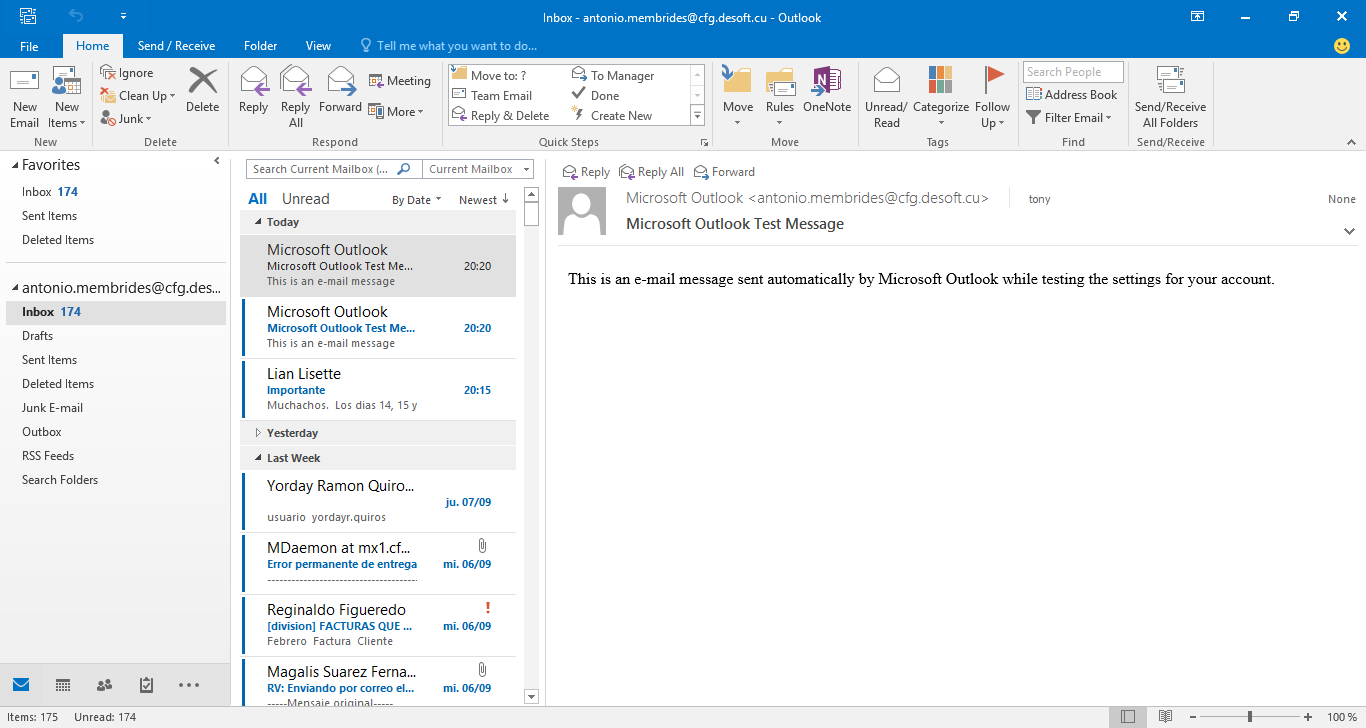 Inbox - antonio.membrides@cfg.desoft.cu - Outlook
File Home Send / Receive Folder View Tell me what you want to do...
New Email
New Items
New
Ignore
Clean Up
Junk
Delete
Delete
Reply
Reply All
Forward
Meeting
More
Respond
Move to: ?
Team Email
Reply & Delete
To Manager
Done
Create New
Quick Steps
Move
Rules
OneNote
Move
Unread/ Read
Categorize
Follow Up
Tags
Search People
Address Book
Filter Email
Find
Send/Receive All Folders
Send/Receive
Favorites
Inbox 174
Sent Items
Deleted Items
antonio.membrides@cfg.des...
Inbox 174
Drafts
Sent Items
Deleted Items
Junk E-mail
Outbox
RSS Feeds
Search Folders
Search Current Mailbox (... Current Mailbox
All Unread By Date Newest
Today
Microsoft Outlook
Microsoft Outlook Test Me... 20:20
This is an e-mail message
Microsoft Outlook
Microsoft Outlook Test Me... 20:20
This is an e-mail message
Lian Lisette
Importante 20:15
Muchachos. Los dias 14, 15 y
Yesterday
Last Week
Yorday Ramon Quiro...
ju. 07/09
usuario yordayr.quiros
MDaemon at mx1.cf...
Error permanente de entrega mi. 06/09
--------------------------------------
Reginaldo Figueredo !
[division] FACTURAS QUE ... mi. 06/09
Febrero Factura Cliente
Magalis Suarez Ferna...
RV: Enviando por correo el... mi. 06/09
-----Mensaje original-----
Reply Reply All Forward
Microsoft Outlook <antonio.membrides@cfg.desoft.cu> tony None
Microsoft Outlook Test Message
This is an e-mail message sent automatically by Microsoft Outlook while testing the settings for your account.
Items: 175 Unread: 174 100 %